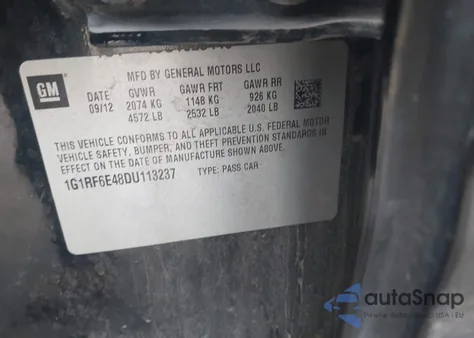 MFD BY GENERAL MOTORS LLC
GM
DATE GVWR GAWR FRT GAWR RR
09/12 2074 KG 1148 KG 926 KG
4572 LB 2532 LB 2040 LB
THIS VEHICLE CONFORMS TO ALL APPLICABLE U.S. FEDERAL MOTOR
VEHICLE SAFETY, BUMPER, AND THEFT PREVENTION STANDARDS IN
EFFECT ON THE DATE OF MANUFACTURE SHOWN ABOVE.
1G1RF6E48DU113237 TYPE: PASS CAR
autoSnap